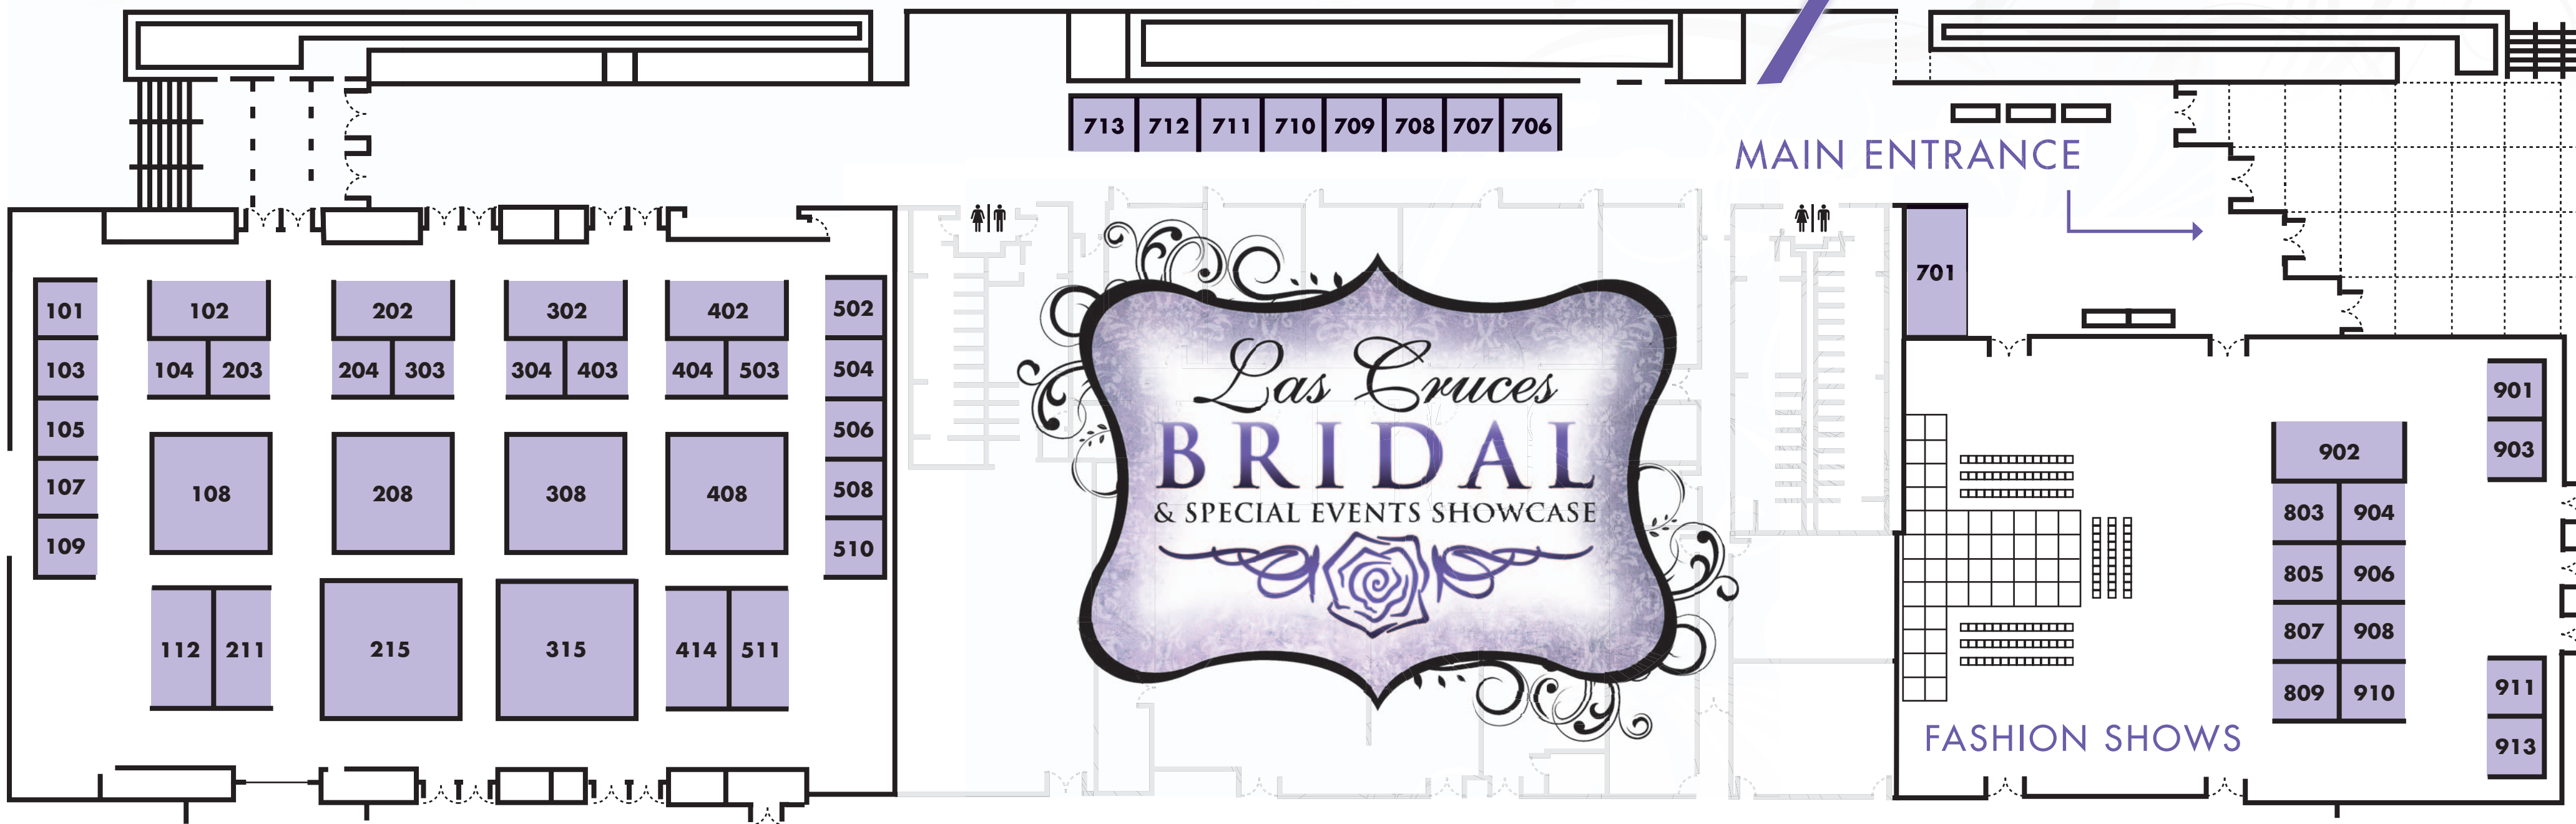 713 712 711 710 709 708 707 706
MAIN ENTRANCE
701
101 102 202 302 402 502
103 104 203 204 303 304 403 404 503 504
105 506
107 108 208 308 408 508
109 510
112 211 215 315 414 511
Las Cruces
BRIDAL
& SPECIAL EVENTS SHOWCASE
901
902 903
803 904
805 906
807 908
809 910 911
913
FASHION SHOWS